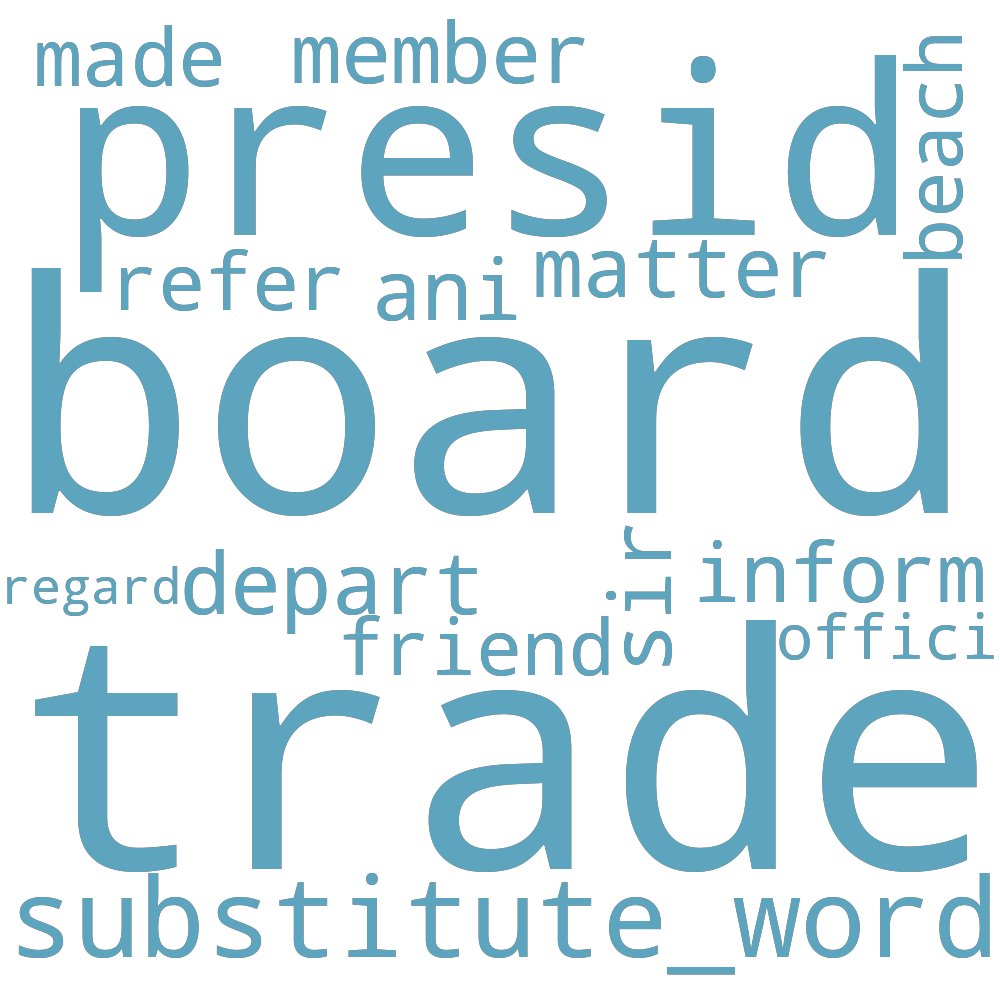 made member
beach
presid
refer ani matter
board
sir
regard depart inform
friend offici
trade
substitute_word